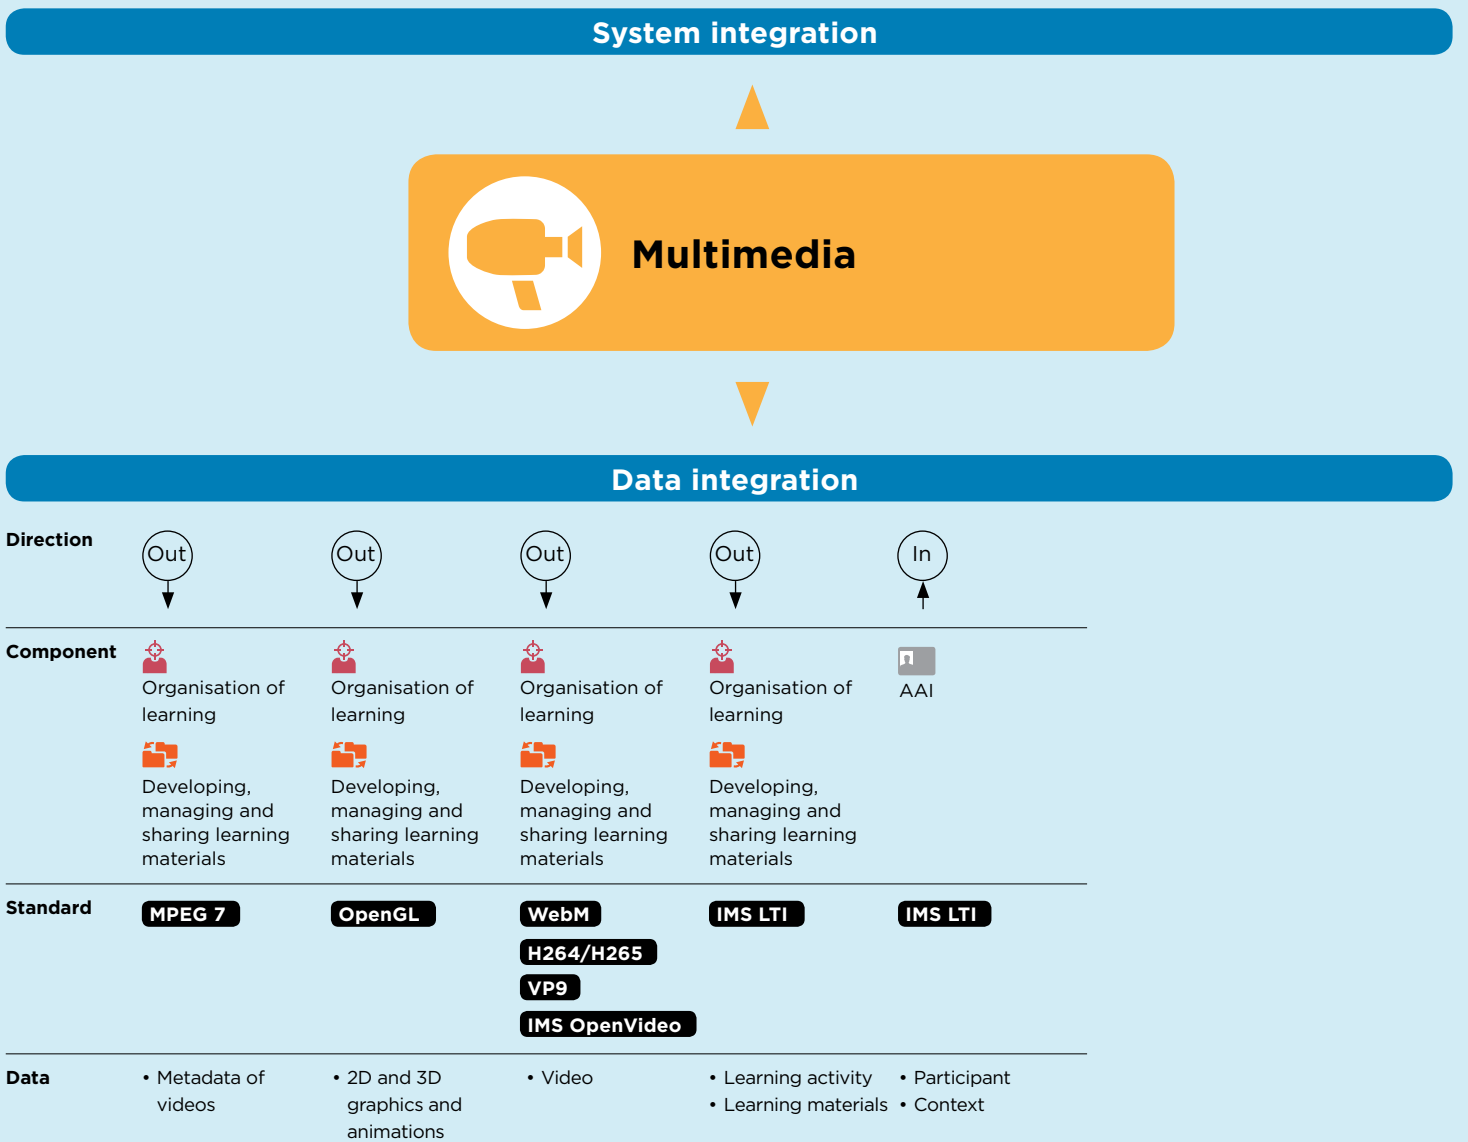 System integration
Multimedia
Data integration
Direction
Out
Out
Out
Out
In
Component
Organisation of
learning
Developing,
managing and
sharing learning
materials
Organisation of
learning
Developing,
managing and
sharing learning
materials
Organisation of
learning
Developing,
managing and
sharing learning
materials
Organisation of
learning
Developing,
managing and
sharing learning
materials
AAI
Standard
MPEG 7
OpenGL
WebM
H264/H265
VP9
IMS OpenVideo
IMS LTI
IMS LTI
Data
• Metadata of
videos
• 2D and 3D
graphics and
animations
• Video
• Learning activity
• Learning materials
• Participant
• Context